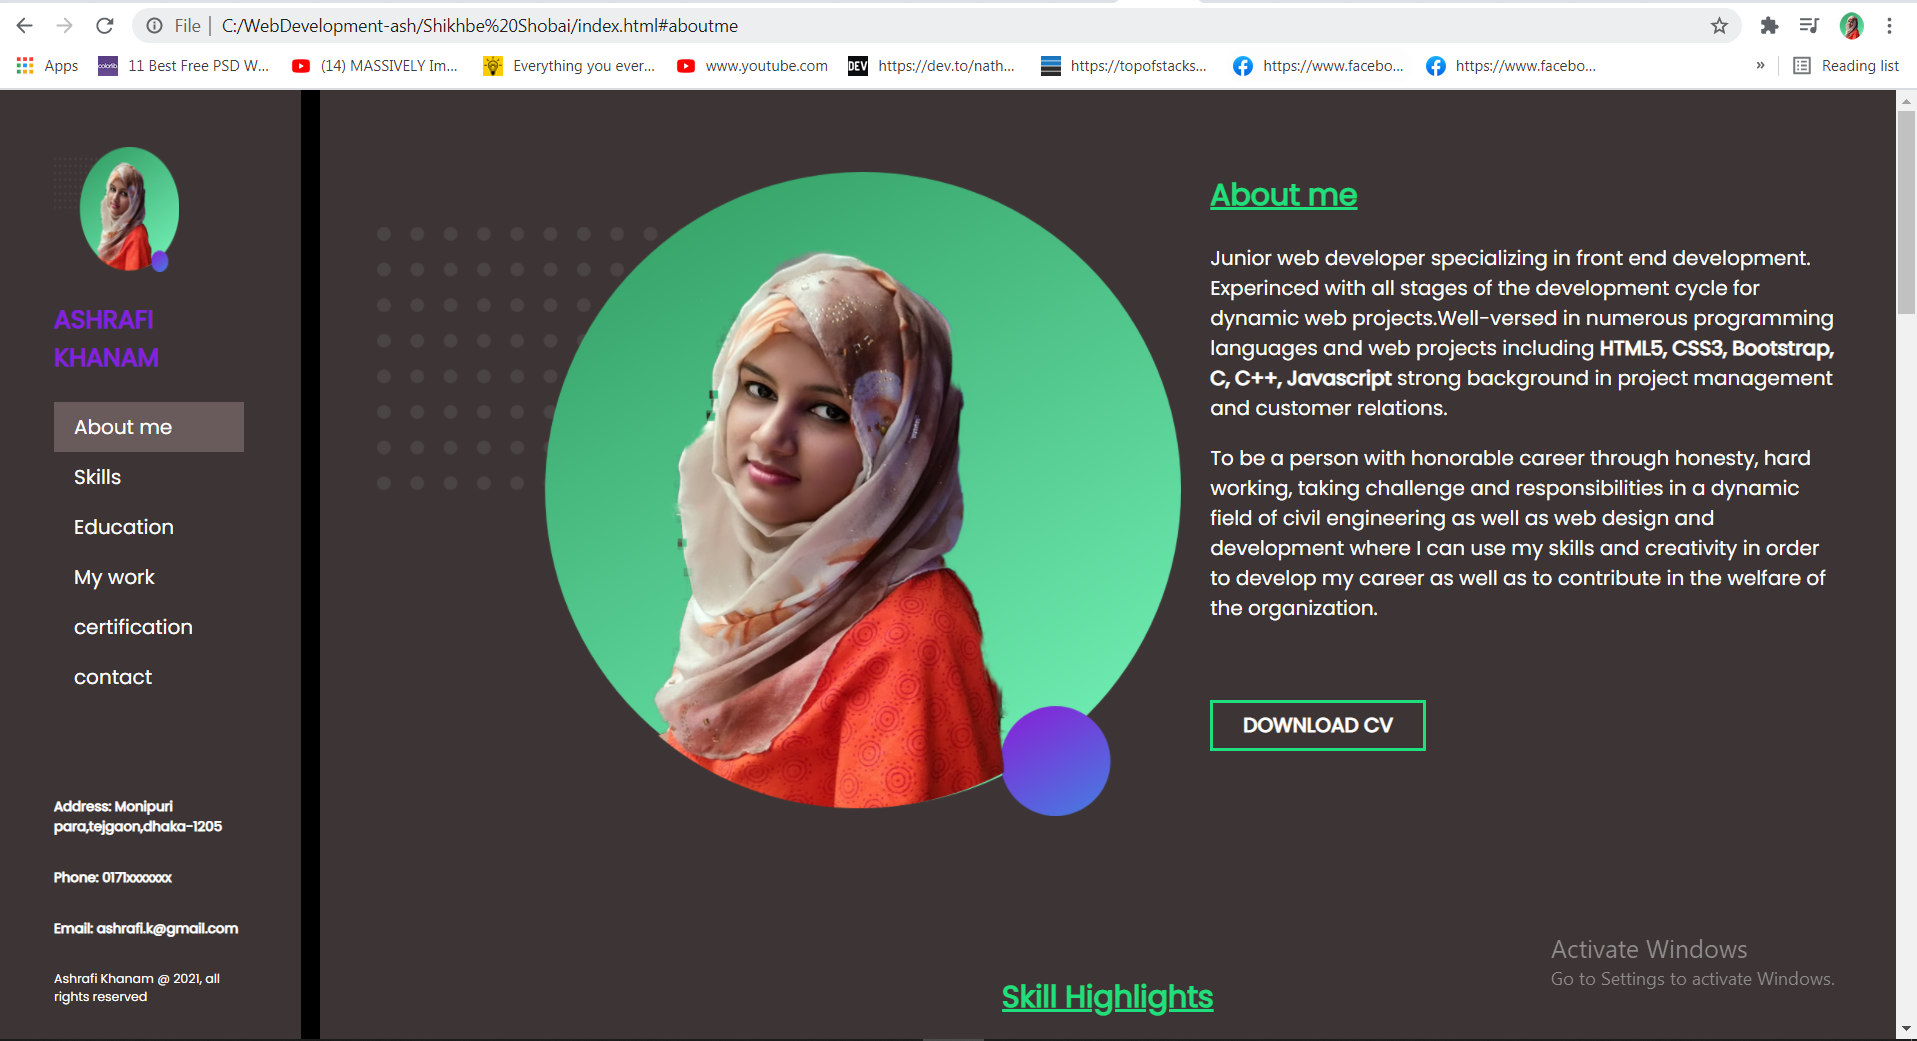 File | C:/WebDevelopment-ash/Shikhbe%20Shobai/index.html#aboutme
Apps
colorlib. 11 Best Free PSD W...
(14) MASSIVELY Im...
Everything you ever...
www.youtube.com
DEV https://dev.to/nath...
https://topofstacks...
https://www.facebo...
https://www.facebo...
»
Reading list
ASHRAFI
KHANAM
About me
Skills
Education
My work
certification
contact
Address: Monipuri
para,tejgaon,dhaka-1205
Phone: 0171xxxxxxx
Email: ashrafi.k@gmail.com
Ashrafi Khanam @ 2021, all
rights reserved
About me
Junior web developer specializing in front end development.
Experinced with all stages of the development cycle for
dynamic web projects.Well-versed in numerous programming
languages and web projects including HTML5, CSS3, Bootstrap,
C, C++, Javascript strong background in project management
and customer relations.
To be a person with honorable career through honesty, hard
working, taking challenge and responsibilities in a dynamic
field of civil engineering as well as web design and
development where I can use my skills and creativity in order
to develop my career as well as to contribute in the welfare of
the organization.
DOWNLOAD CV
Skill Highlights
Activate Windows
Go to Settings to activate Windows.